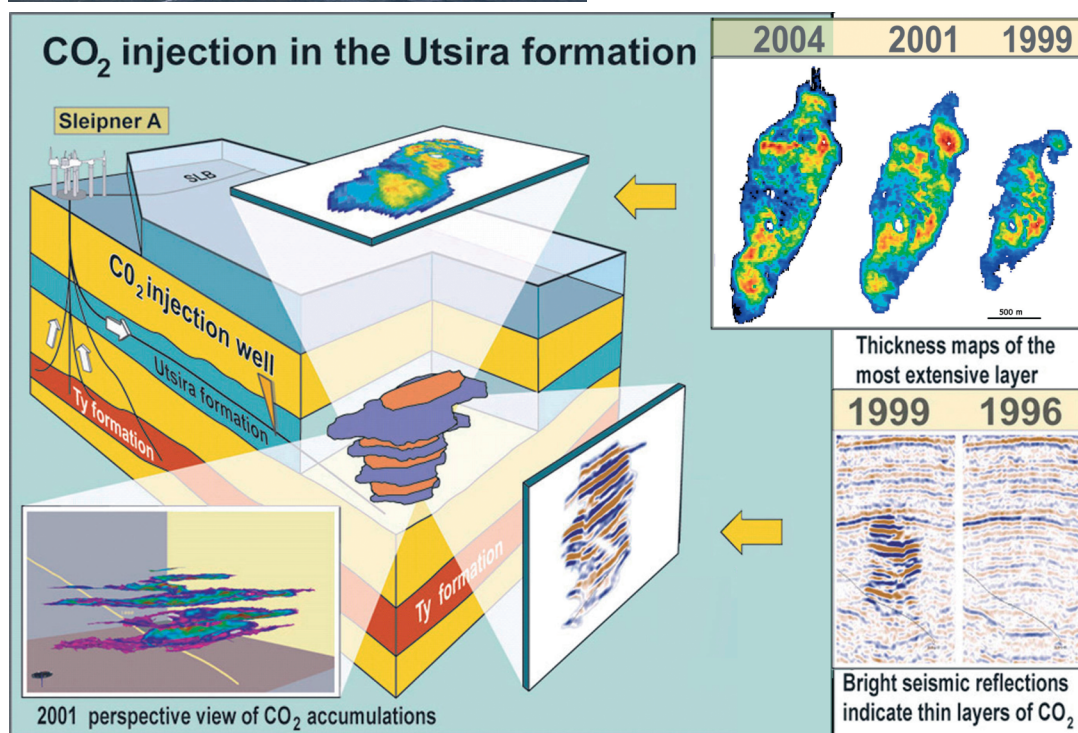 CO₂ injection in the Utsira formation
2004 2001 1999
Sleipner A
SLB
CO₂ injection well
Utsira formation
Ty formation
Ty formation
500 m
Thickness maps of the
most extensive layer
1999 1996
Bright seismic reflections
indicate thin layers of CO₂
2001 perspective view of CO₂ accumulations